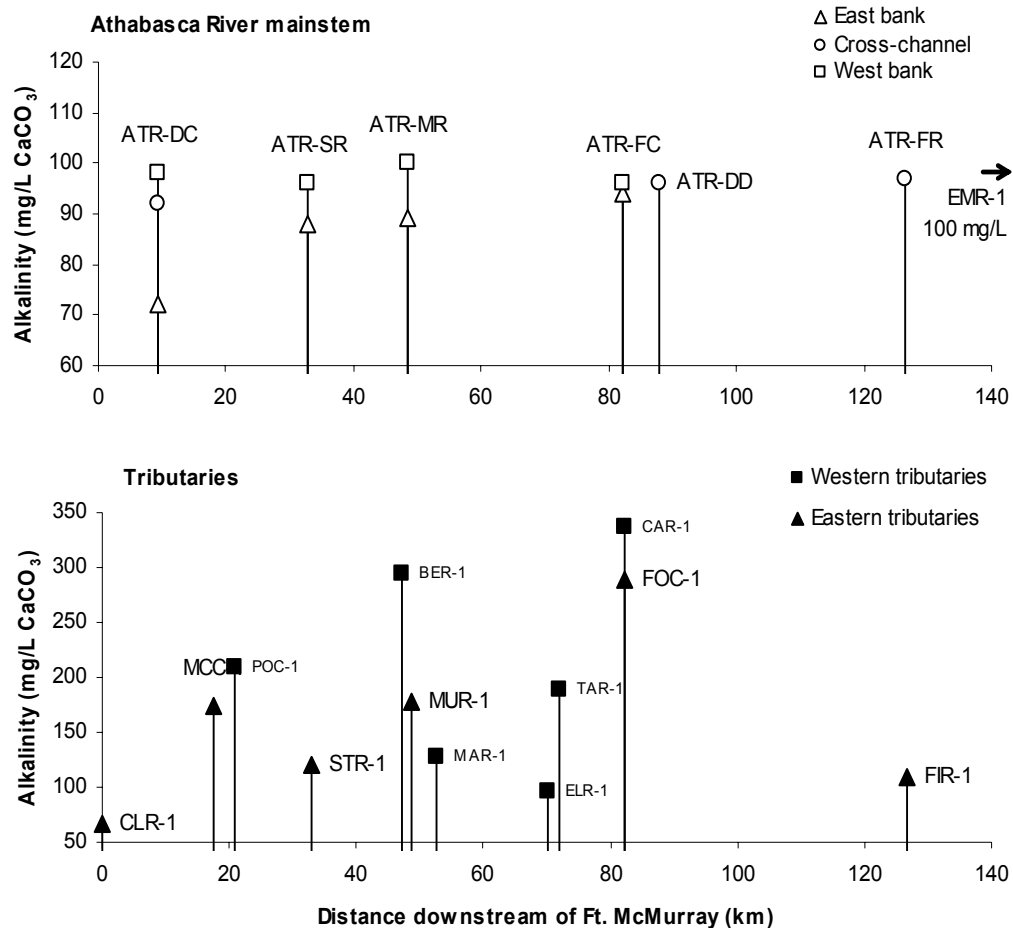 Athabasca River mainstem
East bank
Cross-channel
West bank
Alkalinity (mg/L CaCO₃)
120
110
100
90
80
70
60
ATR-DC
ATR-SR
ATR-MR
ATR-FC
ATR-DD
ATR-FR
EMR-1
100 mg/L
0 20 40 60 80 100 120 140
Tributaries
Western tributaries
Eastern tributaries
Alkalinity (mg/L CaCO₃)
350
300
250
200
150
100
50
CAR-1
BER-1
FOC-1
MCC
POC-1
TAR-1
MUR-1
STR-1
MAR-1
ELR-1
FIR-1
CLR-1
0 20 40 60 80 100 120 140
Distance downstream of Ft. McMurray (km)